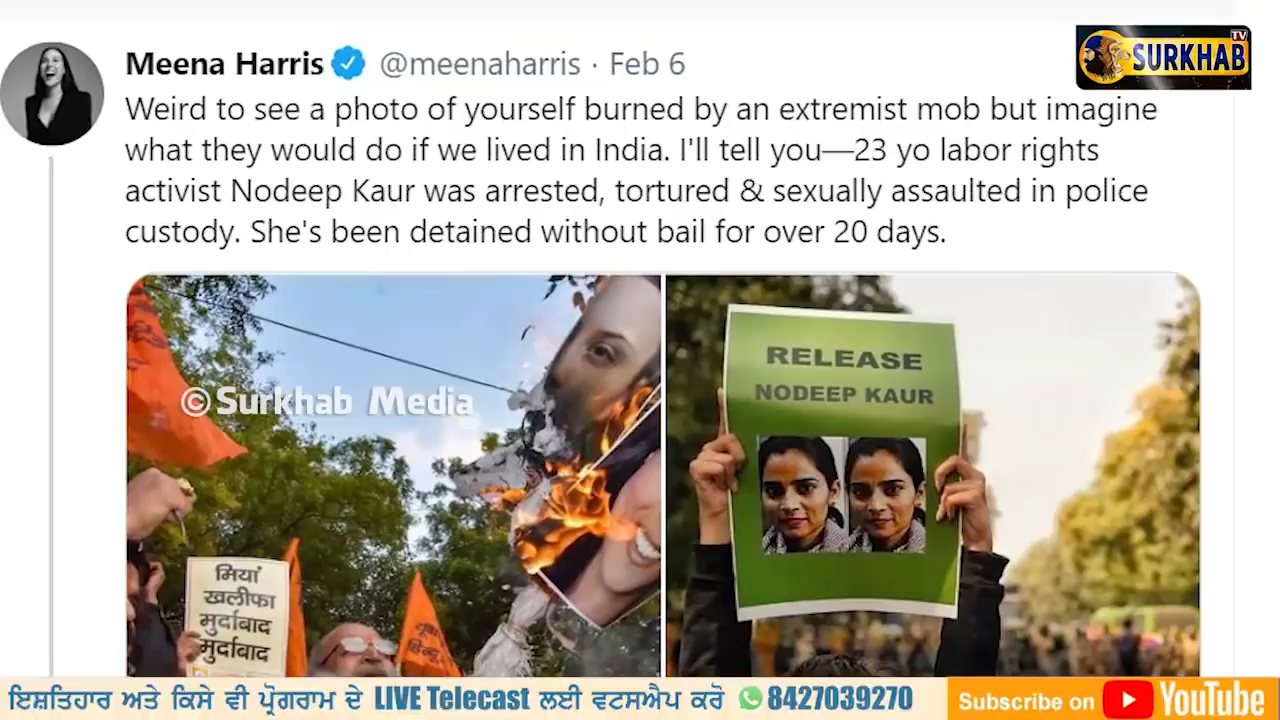 Meena Harris @meenaharris · Feb 6
SURKHAB TV
Weird to see a photo of yourself burned by an extremist mob but imagine
what they would do if we lived in India. I'll tell you—23 yo labor rights
activist Nodeep Kaur was arrested, tortured & sexually assaulted in police
custody. She's been detained without bail for over 20 days.
©Surkhab Media
मियां
खलीफा
मुर्दाबाद
मुर्दाबाद
RELEASE
NODEEP KAUR
ਇਸ਼ਤਿਹਾਰ ਅਤੇ ਕਿਸੇ ਵੀ ਪ੍ਰੋਗਰਾਮ ਦੇ LIVE Telecast ਲਈ ਵਟਸਐਪ ਕਰੋ 8427039270
Subscribe on YouTube